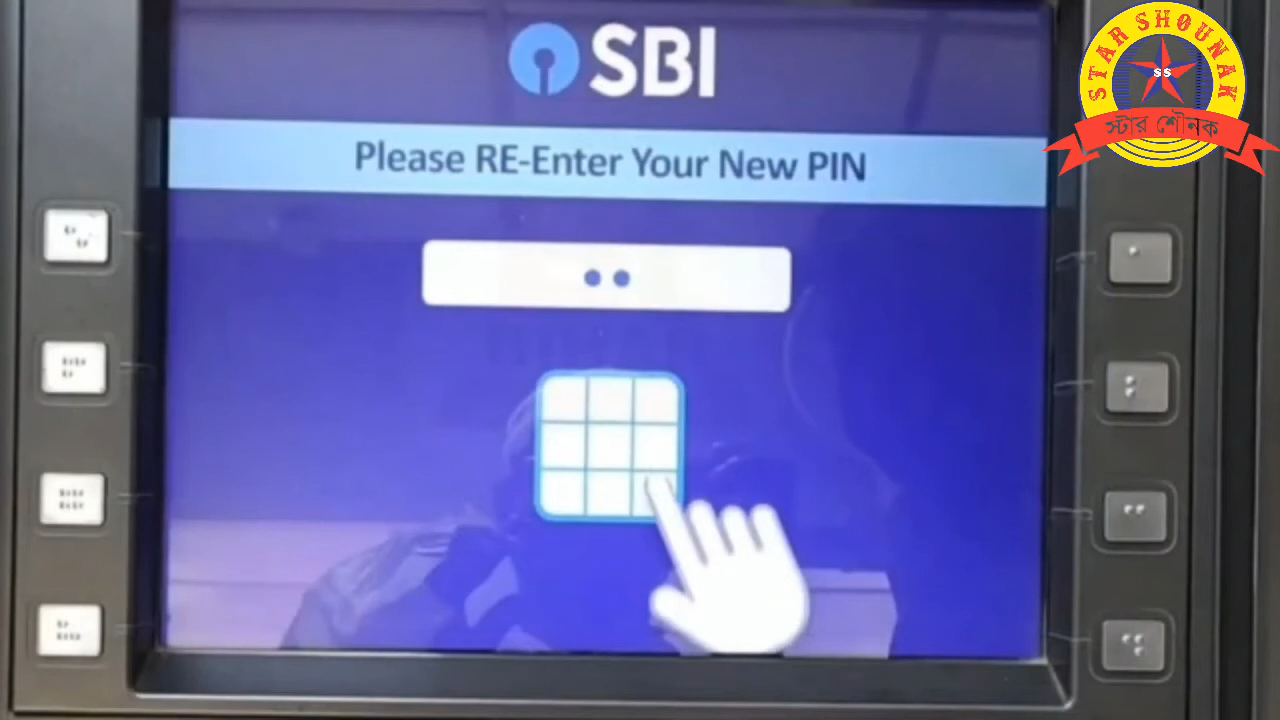 SBI
Please RE-Enter Your New PIN
STAR SHOUNAK
SS
স্টার শৌনক